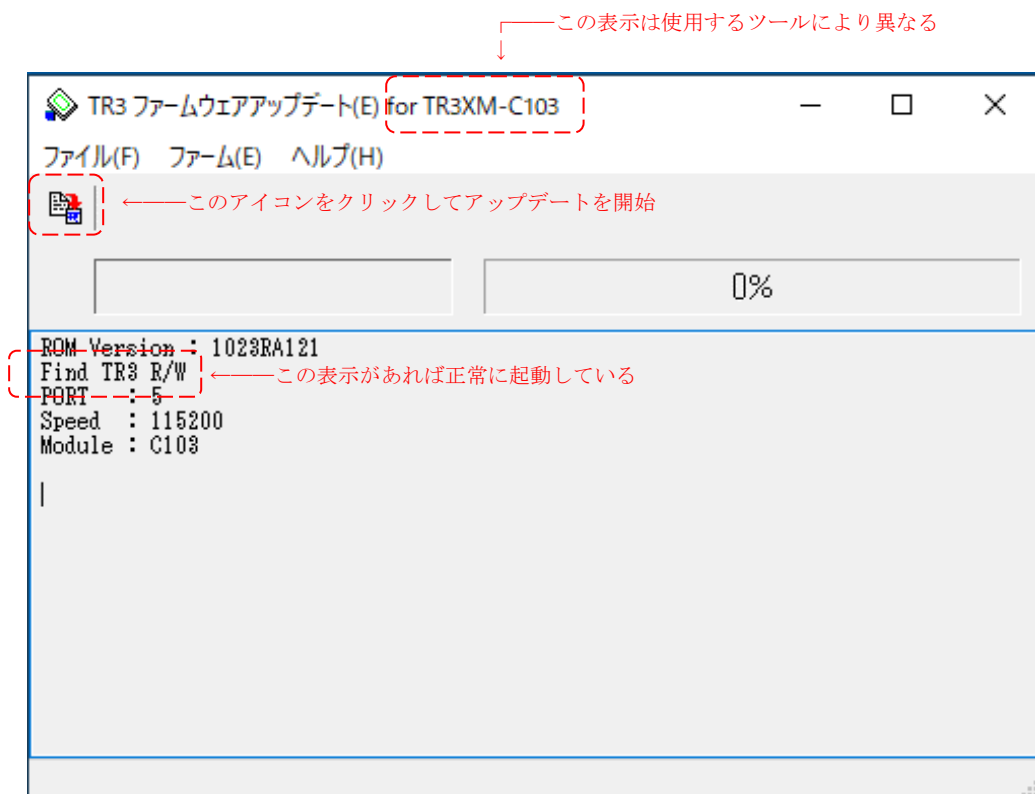 この表示は使用するツールにより異なる
TR3 ファームウェアアップデート(E) for TR3XM-C103
ファイル(F) ファーム(E) ヘルプ(H)
このアイコンをクリックしてアップデートを開始
0%
ROM Version : 1023RA121
Find TR3 R/W この表示があれば正常に起動している
PORT : 5
Speed : 115200
Module : C103